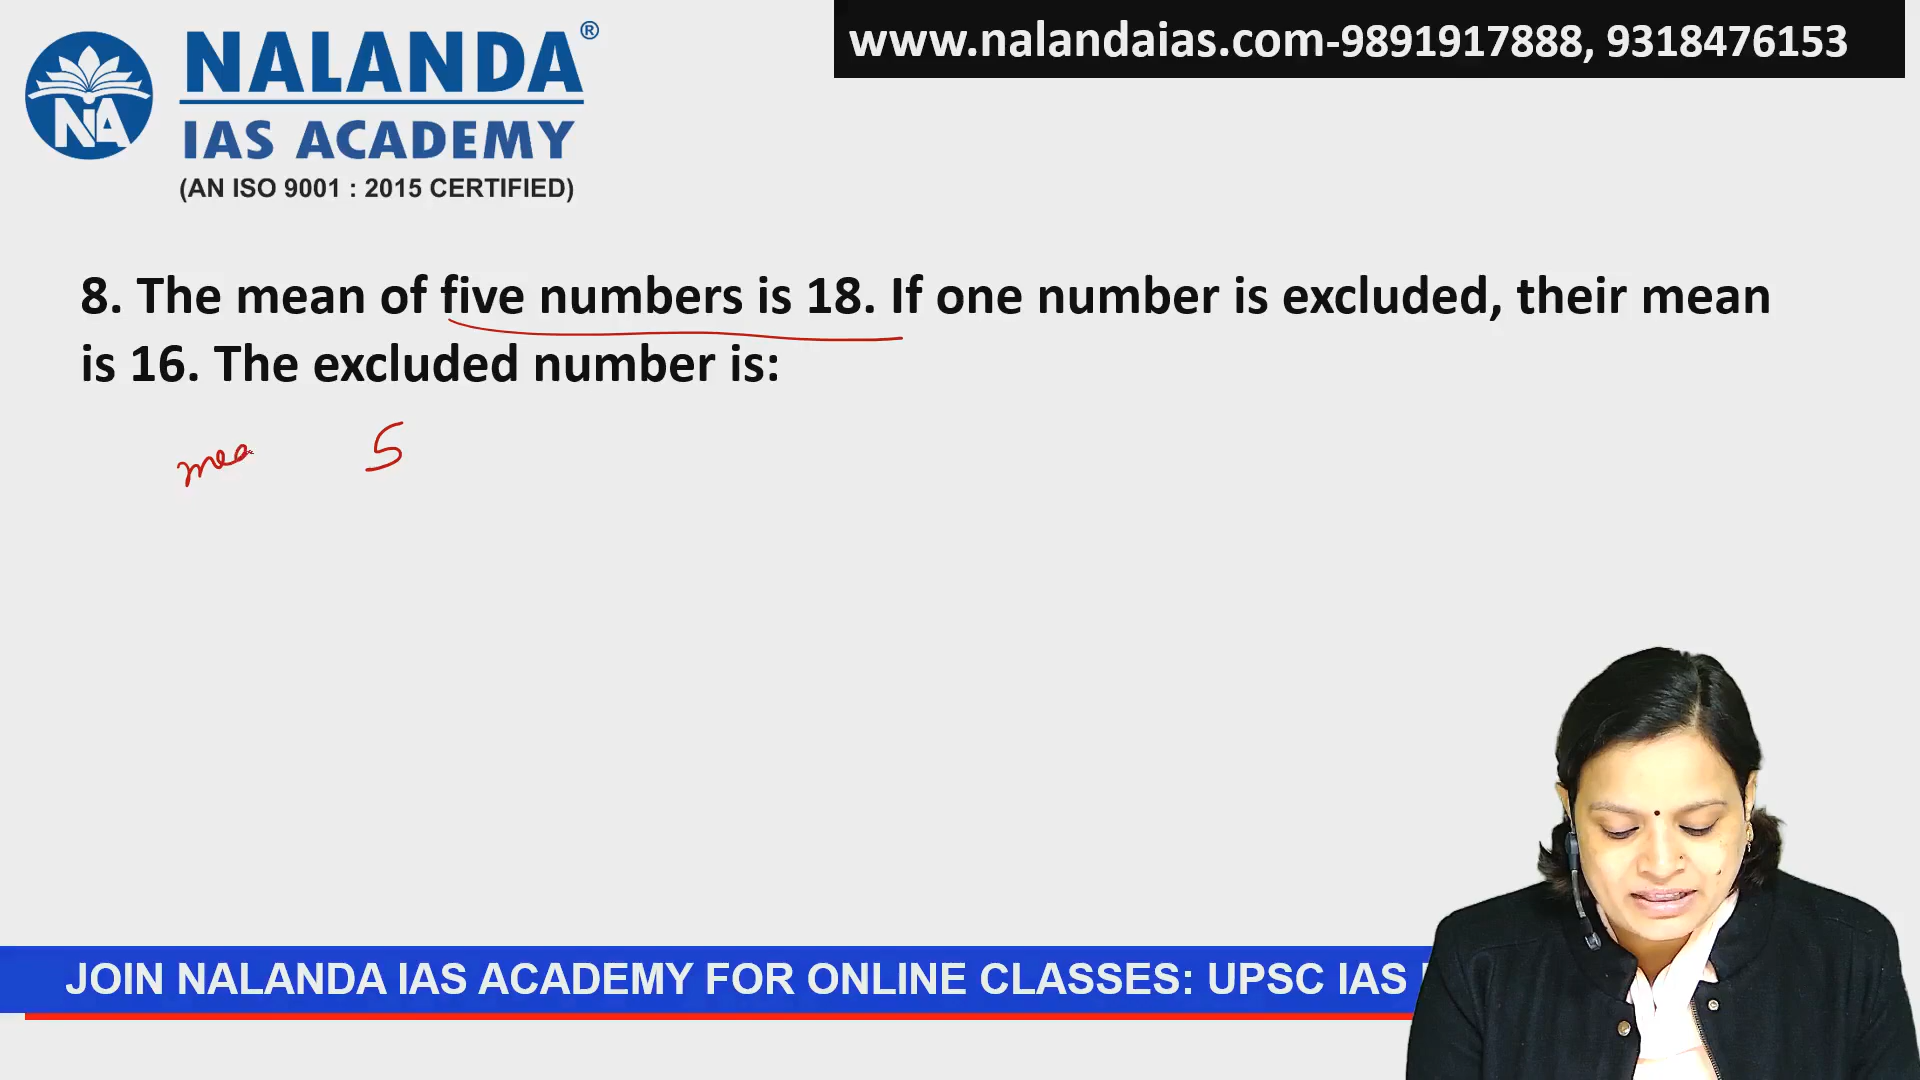 NALANDA®
IAS ACADEMY
(AN ISO 9001 : 2015 CERTIFIED)
NA
www.nalandaias.com-9891917888, 9318476153
8. The mean of five numbers is 18. If one number is excluded, their mean
is 16. The excluded number is:
mea 5
JOIN NALANDA IAS ACADEMY FOR ONLINE CLASSES: UPSC IAS